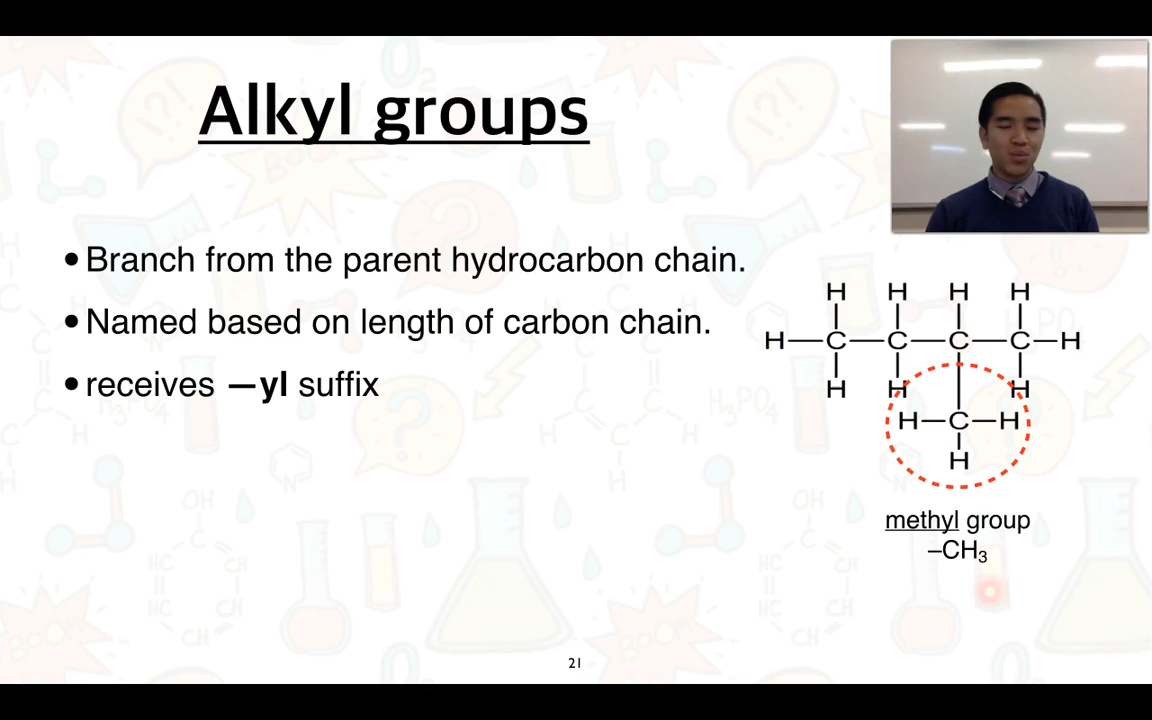 Alkyl groups
• Branch from the parent hydrocarbon chain.
• Named based on length of carbon chain.
• receives –yl suffix
H H H H
H—C—C—C—C—H
H H H
H—C—H
H
methyl group
–CH₃
21